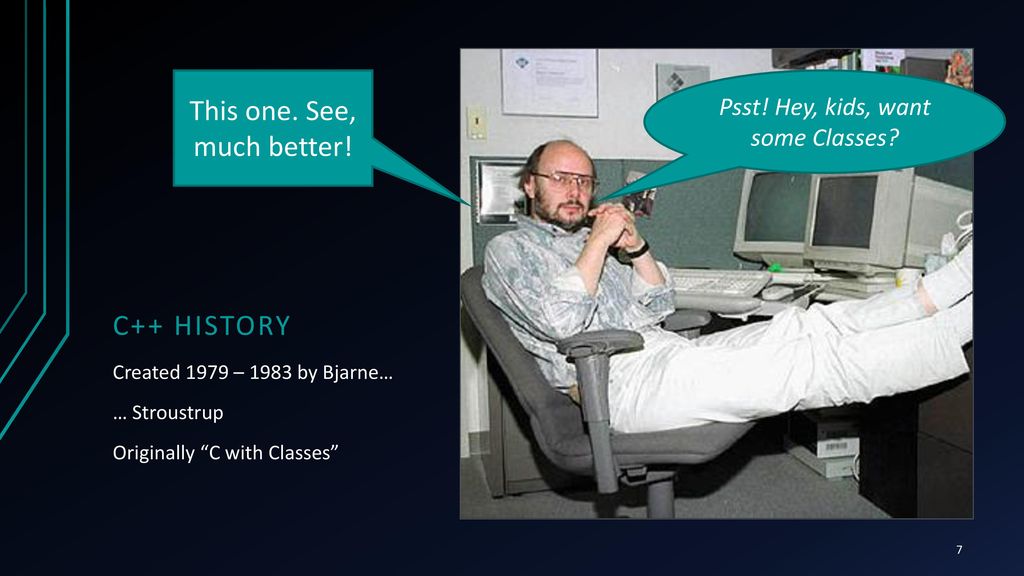 This one. See,
much better!
Psst! Hey, kids, want
some Classes?
C++ HISTORY
Created 1979 – 1983 by Bjarne…
… Stroustrup
Originally “C with Classes”
7